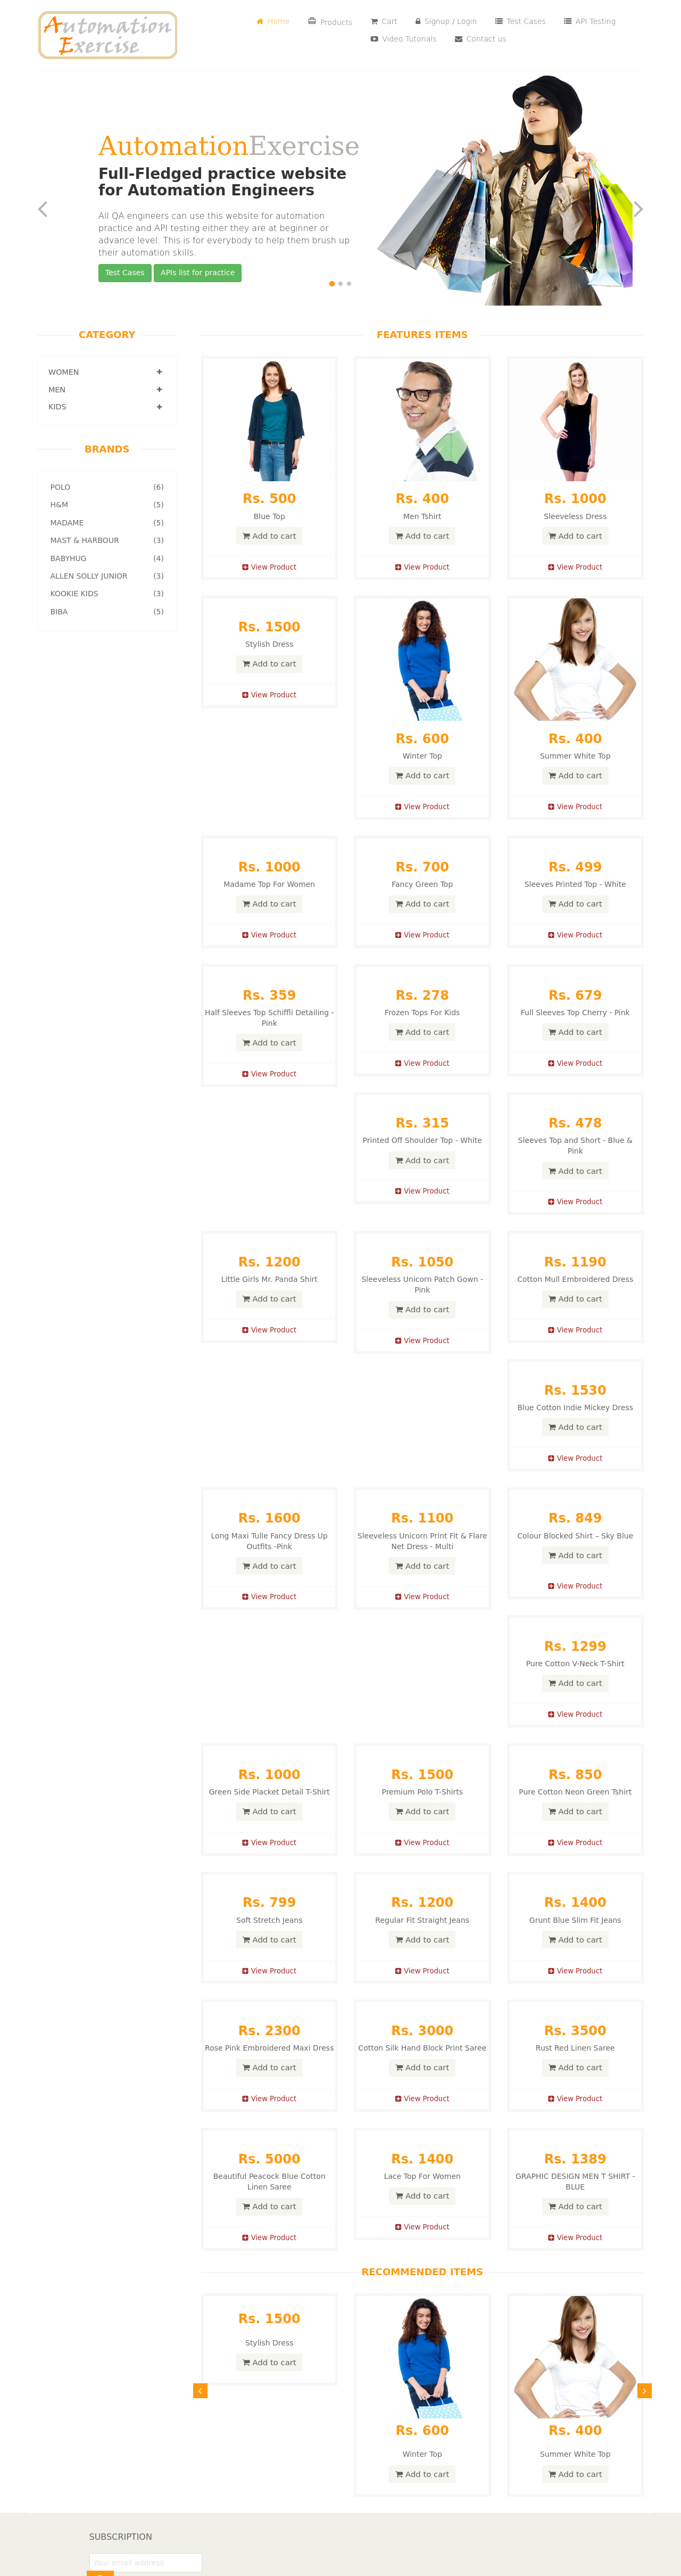 Automation
Exercise
Home
Products
Cart
Signup / Login
Test Cases
API Testing
Video Tutorials
Contact us
AutomationExercise
Full-Fledged practice website
for Automation Engineers
All QA engineers can use this website for automation
practice and API testing either they are at beginner or
advance level. This is for everybody to help them brush up
their automation skills.
Test Cases
APIs list for practice
CATEGORY
WOMEN
MEN
KIDS
BRANDS
POLO (6)
H&M (5)
MADAME (5)
MAST & HARBOUR (3)
BABYHUG (4)
ALLEN SOLLY JUNIOR (3)
KOOKIE KIDS (3)
BIBA (5)
FEATURES ITEMS
Rs. 500
Blue Top
Add to cart
View Product
Rs. 400
Men Tshirt
Add to cart
View Product
Rs. 1000
Sleeveless Dress
Add to cart
View Product
Rs. 1500
Stylish Dress
Add to cart
View Product
Rs. 600
Winter Top
Add to cart
View Product
Rs. 400
Summer White Top
Add to cart
View Product
Rs. 1000
Madame Top For Women
Add to cart
View Product
Rs. 700
Fancy Green Top
Add to cart
View Product
Rs. 499
Sleeves Printed Top - White
Add to cart
View Product
Rs. 359
Half Sleeves Top Schiffli Detailing -
Pink
Add to cart
View Product
Rs. 278
Frozen Tops For Kids
Add to cart
View Product
Rs. 679
Full Sleeves Top Cherry - Pink
Add to cart
View Product
Rs. 315
Printed Off Shoulder Top - White
Add to cart
View Product
Rs. 478
Sleeves Top and Short - Blue &
Pink
Add to cart
View Product
Rs. 1200
Little Girls Mr. Panda Shirt
Add to cart
View Product
Rs. 1050
Sleeveless Unicorn Patch Gown -
Pink
Add to cart
View Product
Rs. 1190
Cotton Mull Embroidered Dress
Add to cart
View Product
Rs. 1530
Blue Cotton Indie Mickey Dress
Add to cart
View Product
Rs. 1600
Long Maxi Tulle Fancy Dress Up
Outfits -Pink
Add to cart
View Product
Rs. 1100
Sleeveless Unicorn Print Fit & Flare
Net Dress - Multi
Add to cart
View Product
Rs. 849
Colour Blocked Shirt – Sky Blue
Add to cart
View Product
Rs. 1299
Pure Cotton V-Neck T-Shirt
Add to cart
View Product
Rs. 1000
Green Side Placket Detail T-Shirt
Add to cart
View Product
Rs. 1500
Premium Polo T-Shirts
Add to cart
View Product
Rs. 850
Pure Cotton Neon Green Tshirt
Add to cart
View Product
Rs. 799
Soft Stretch Jeans
Add to cart
View Product
Rs. 1200
Regular Fit Straight Jeans
Add to cart
View Product
Rs. 1400
Grunt Blue Slim Fit Jeans
Add to cart
View Product
Rs. 2300
Rose Pink Embroidered Maxi Dress
Add to cart
View Product
Rs. 3000
Cotton Silk Hand Block Print Saree
Add to cart
View Product
Rs. 3500
Rust Red Linen Saree
Add to cart
View Product
Rs. 5000
Beautiful Peacock Blue Cotton
Linen Saree
Add to cart
View Product
Rs. 1400
Lace Top For Women
Add to cart
View Product
Rs. 1389
GRAPHIC DESIGN MEN T SHIRT -
BLUE
Add to cart
View Product
RECOMMENDED ITEMS
Rs. 1500
Stylish Dress
Add to cart
Rs. 600
Winter Top
Add to cart
Rs. 400
Summer White Top
Add to cart
SUBSCRIPTION
Your email address